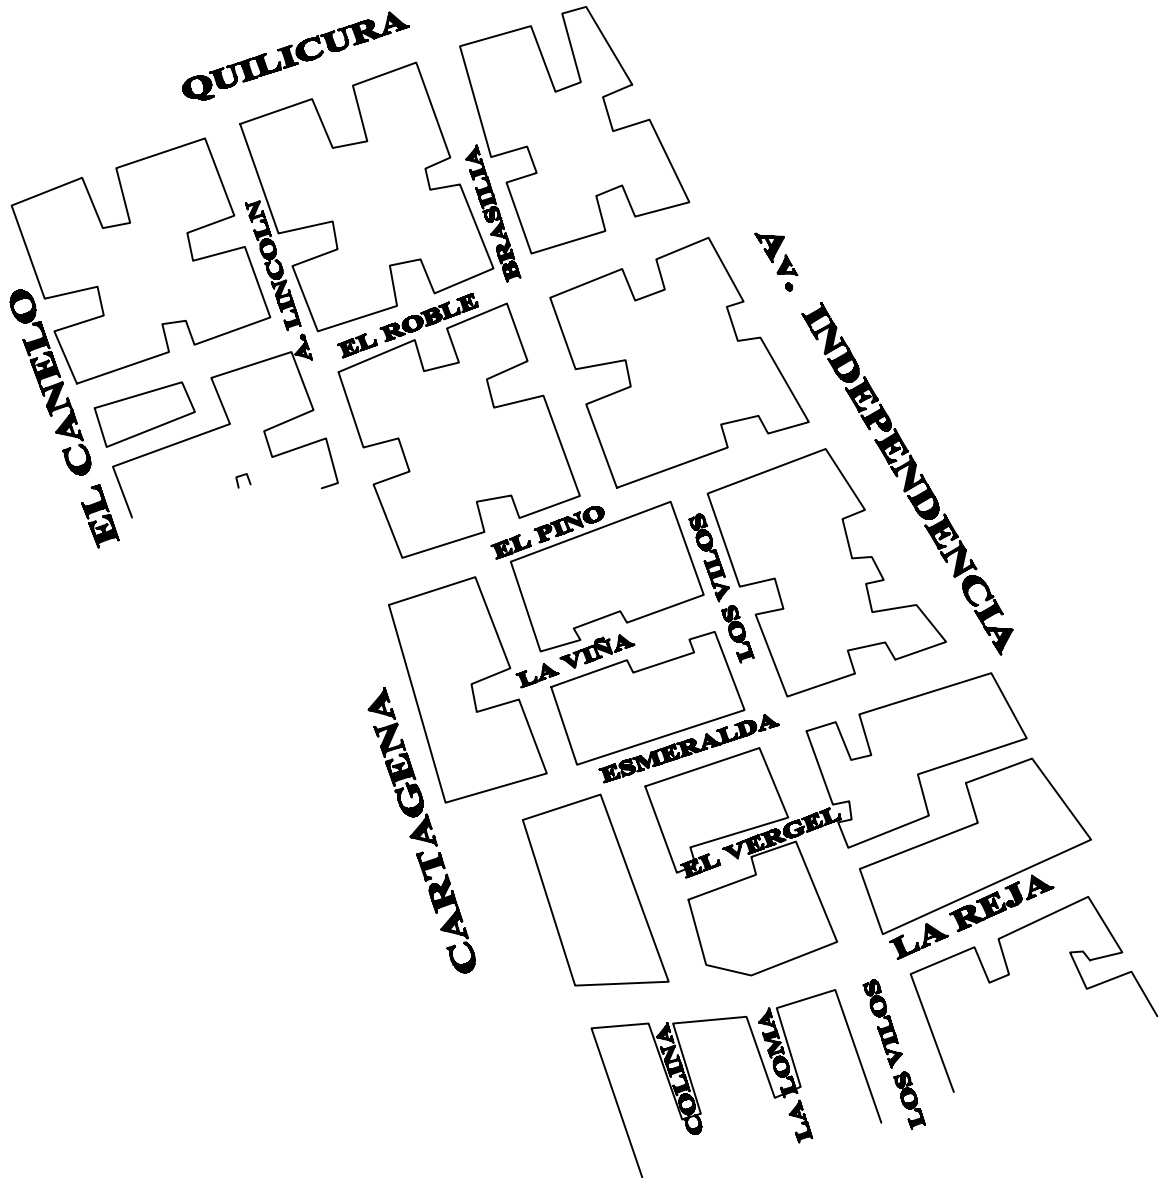 QUILICURA
BRASILIA
A. LINCOLN
Av. INDEPENDENCIA
EL CANELO
EL ROBLE
EL PINO
LOS VILOS
LA VIÑA
CARTAGENA
ESMERALDA
EL VERGEL
LA REJA
LOS VILOS
COLINA
LA LOMA